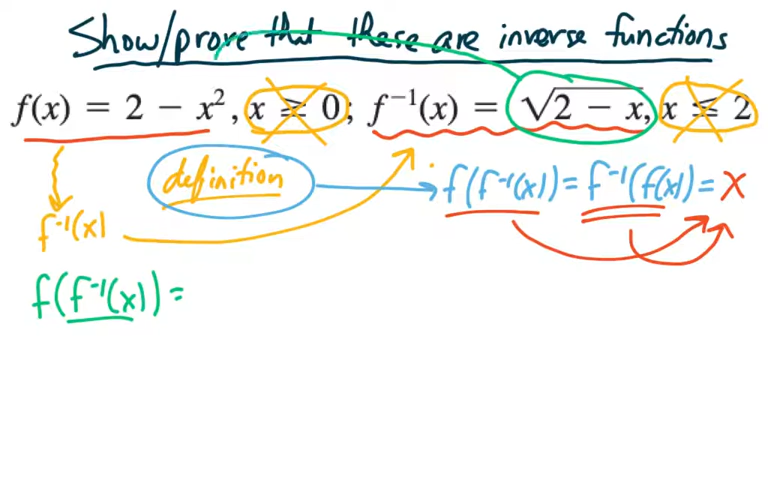 Show/prove that these are inverse functions
f(x) = 2 − x², x ≥ 0; f⁻¹(x) = √(2 − x), x ≤ 2
definition f(f⁻¹(x)) = f⁻¹(f(x)) = x
f⁻¹(x)
f(f⁻¹(x)) =